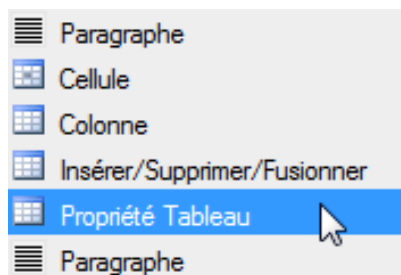 Paragraphe
Cellule
Colonne
Insérer/Supprimer/Fusionner
Propriété Tableau
Paragraphe